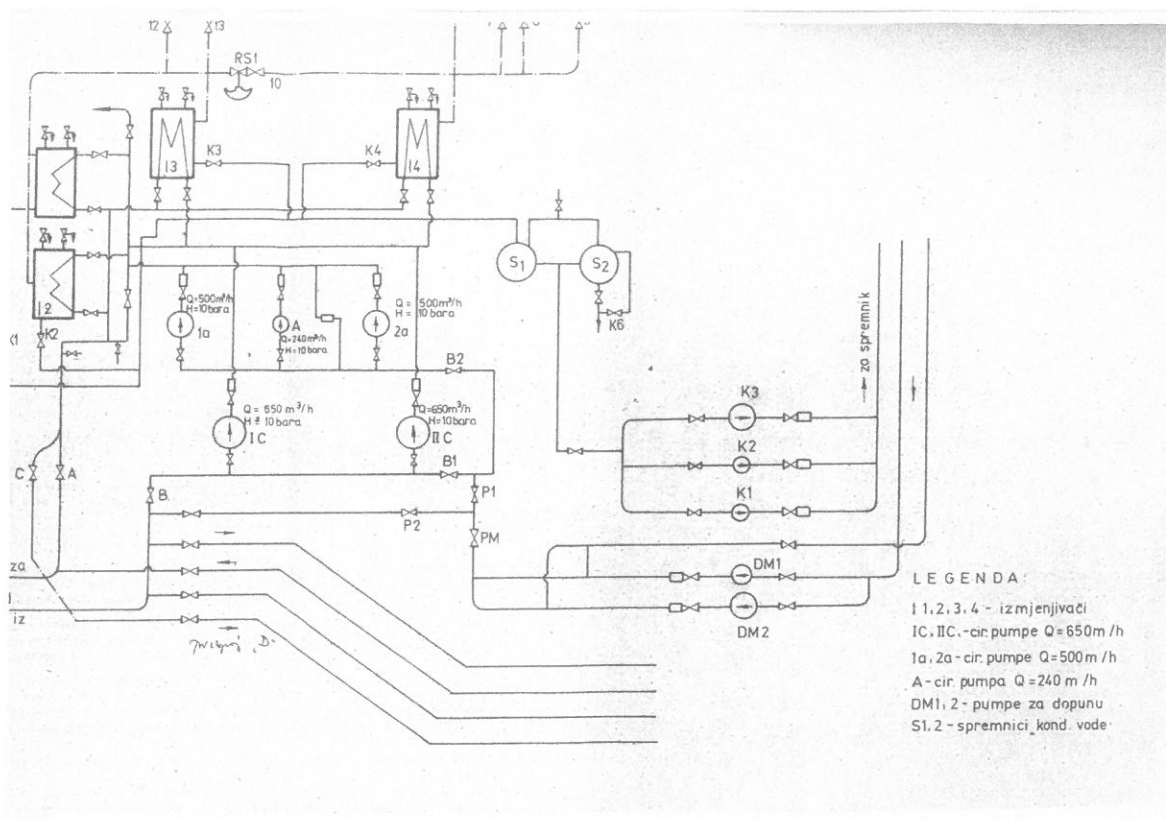 12
13
RS1
10
I3
K3
K4
I4
I2
K1
K2
S1
S2
K6
Q=500m³/h
H=10bara
1a
A
Q=240m³/h
H=10bara
Q= 500m³/h
H= 10bara
2a
B2
za spremnik
Q= 650 m³/h
H= 10bara
IC
Q=650m³/h
H=10bara
IIC
B1
K3
K2
K1
C
A
B
P1
P2
PM
za
iz
DM1
DM2
LEGENDA:
I 1,2,3,4 - izmjenjivači
IC, IIC.-cir. pumpe Q=650m /h
1a, 2a-cir. pumpe Q=500m /h
A-cir. pumpa Q=240 m /h
DM1, 2 - pumpe za dopunu
S1, 2 - spremnici kond. vode